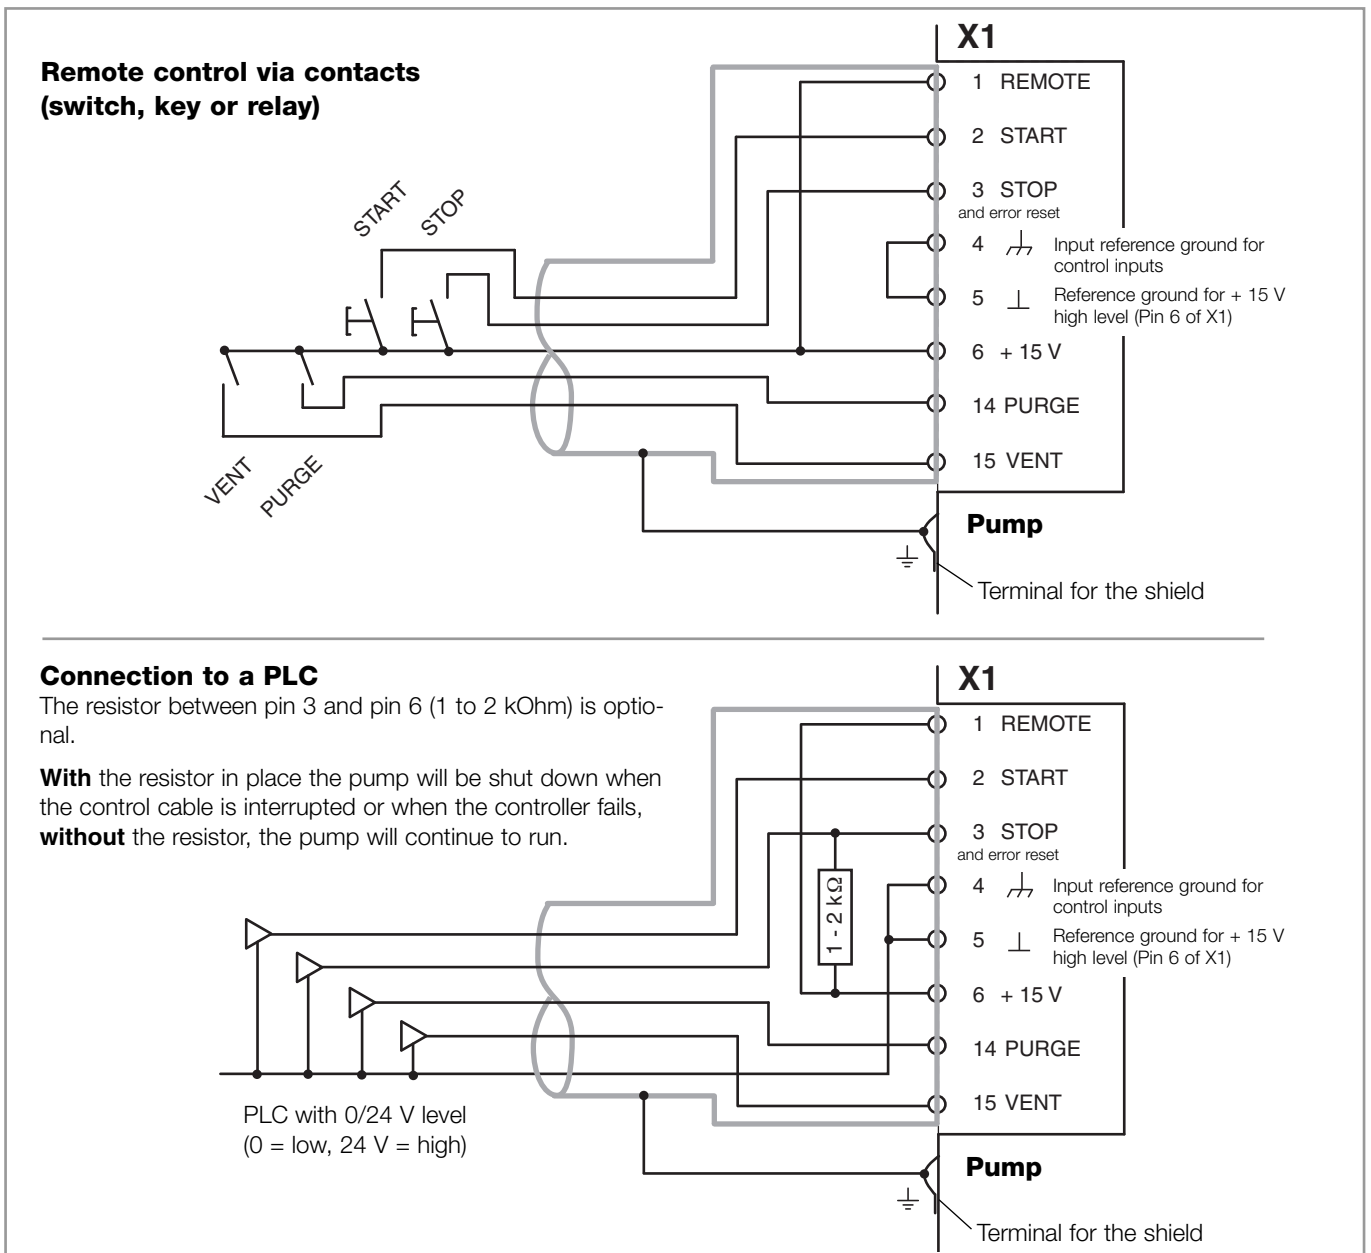 X1
Remote control via contacts
(switch, key or relay)
1 REMOTE
2 START
3 STOP
and error reset
START
STOP
4
Input reference ground for
control inputs
5
Reference ground for + 15 V
high level (Pin 6 of X1)
6 + 15 V
14 PURGE
15 VENT
VENT
PURGE
Pump
Terminal for the shield
Connection to a PLC
The resistor between pin 3 and pin 6 (1 to 2 kOhm) is optio-
nal.
With the resistor in place the pump will be shut down when
the control cable is interrupted or when the controller fails,
without the resistor, the pump will continue to run.
X1
1 REMOTE
2 START
3 STOP
and error reset
1 - 2 kΩ
4
Input reference ground for
control inputs
5
Reference ground for + 15 V
high level (Pin 6 of X1)
6 + 15 V
14 PURGE
15 VENT
PLC with 0/24 V level
(0 = low, 24 V = high)
Pump
Terminal for the shield